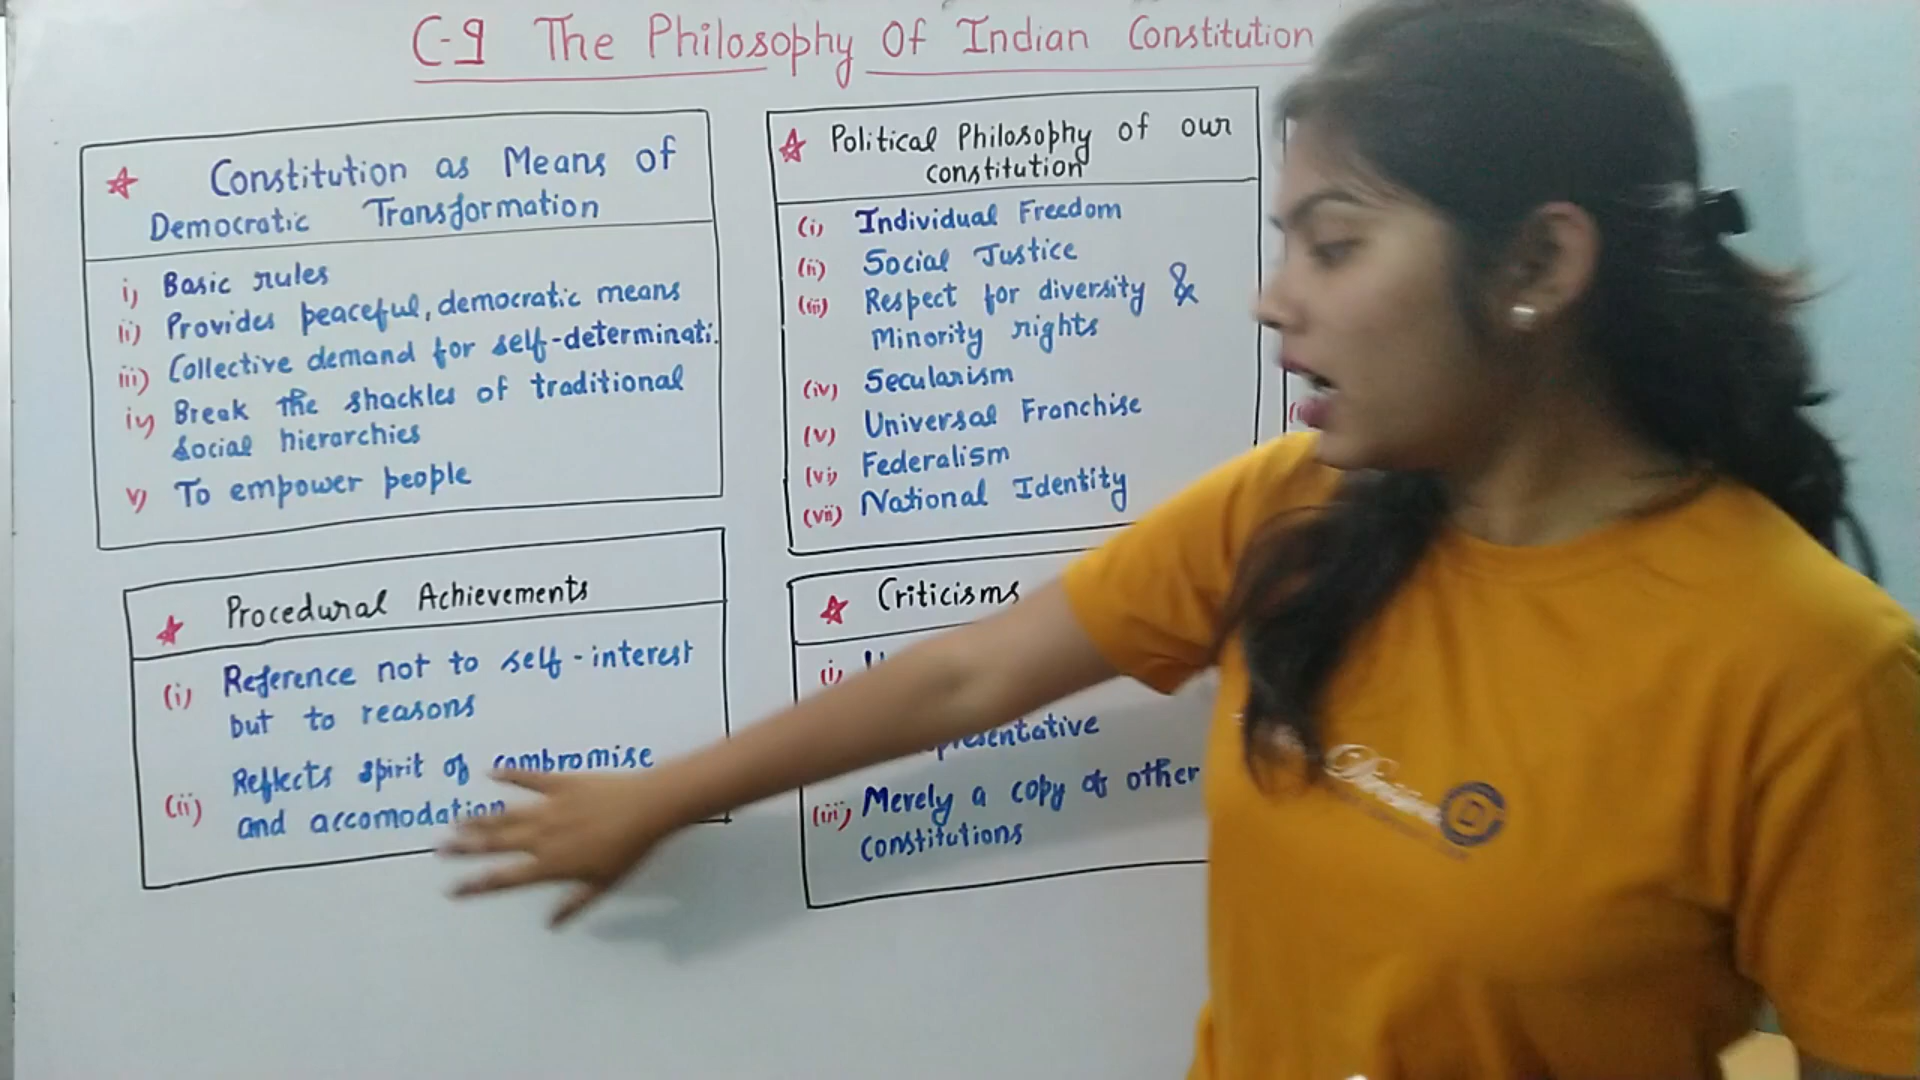 C-9 The Philosophy Of Indian Constitution
Constitution as Means of
Democratic Transformation
i) Basic rules
ii) Provides peaceful, democratic means
iii) Collective demand for self-determinati.
iv) Break the shackles of traditional
social hierarchies
v) To empower people
Political Philosophy of our
constitution
(i) Individual Freedom
(ii) Social Justice
(iii) Respect for diversity &
Minority rights
(iv) Secularism
(v) Universal Franchise
(vi) Federalism
(vii) National Identity
Procedural Achievements
(i) Reference not to self-interest
but to reasons
(ii) Reflects spirit of compromise
and accomodation
Criticisms
(i)
presentative
(iii) Merely a copy of other
constitutions